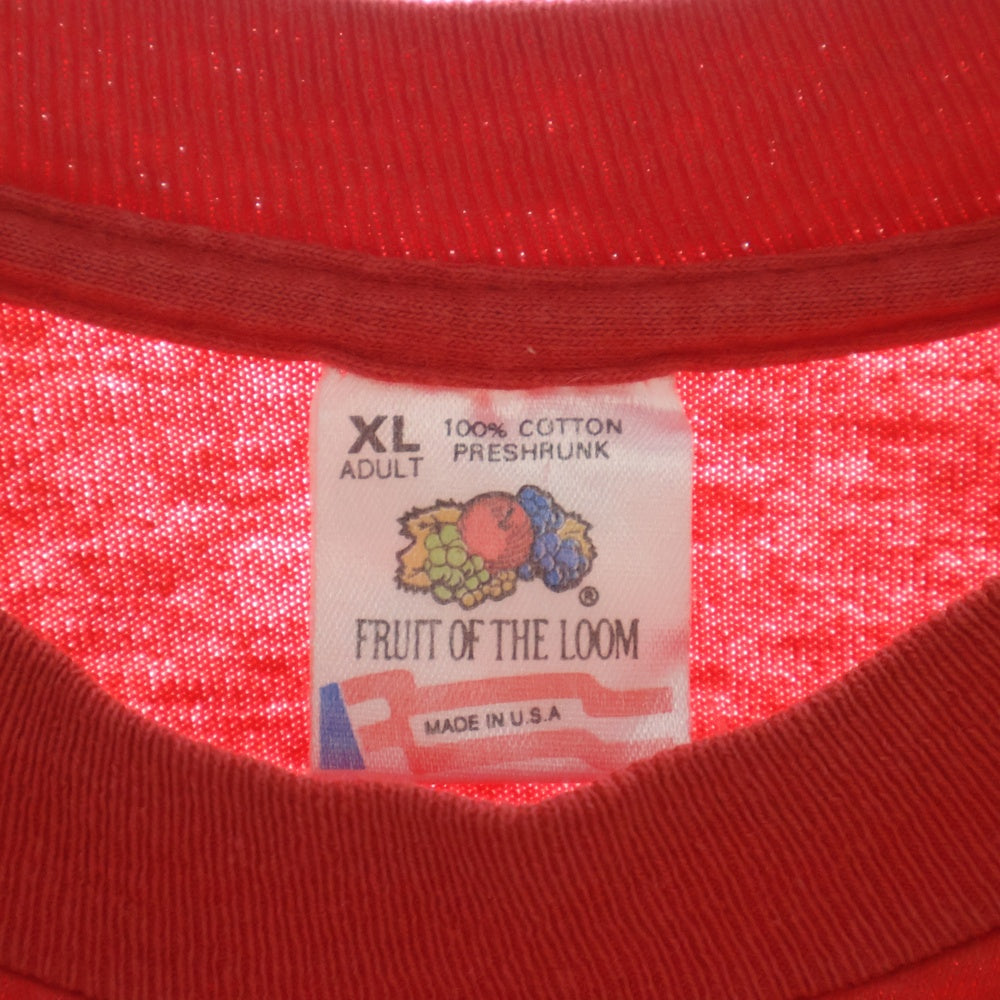 XL
ADULT
100% COTTON
PRESHRUNK
®
FRUIT OF THE LOOM
MADE IN U.S.A